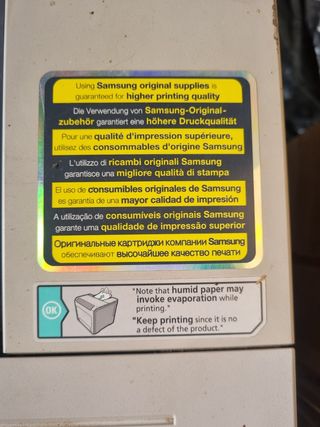 Using Samsung original supplies is
guaranteed for higher printing quality
Die Verwendung von Samsung-Original-
zubehör garantiert eine höhere Druckqualität
Pour une qualité d'impression supérieure,
utilisez des consommables d'origine Samsung
L'utilizzo di ricambi originali Samsung
garantisce una migliore qualità di stampa
El uso de consumibles originales de Samsung
es garantía de una mayor calidad de impresión
A utilização de consumíveis originais Samsung
garante uma qualidade de impressão superior
Оригинальные картриджи компании Samsung
обеспечивают высочайшее качество печати
OK
"Note that humid paper may
invoke evaporation while
printing."
"Keep printing since it is no
a defect of the product."